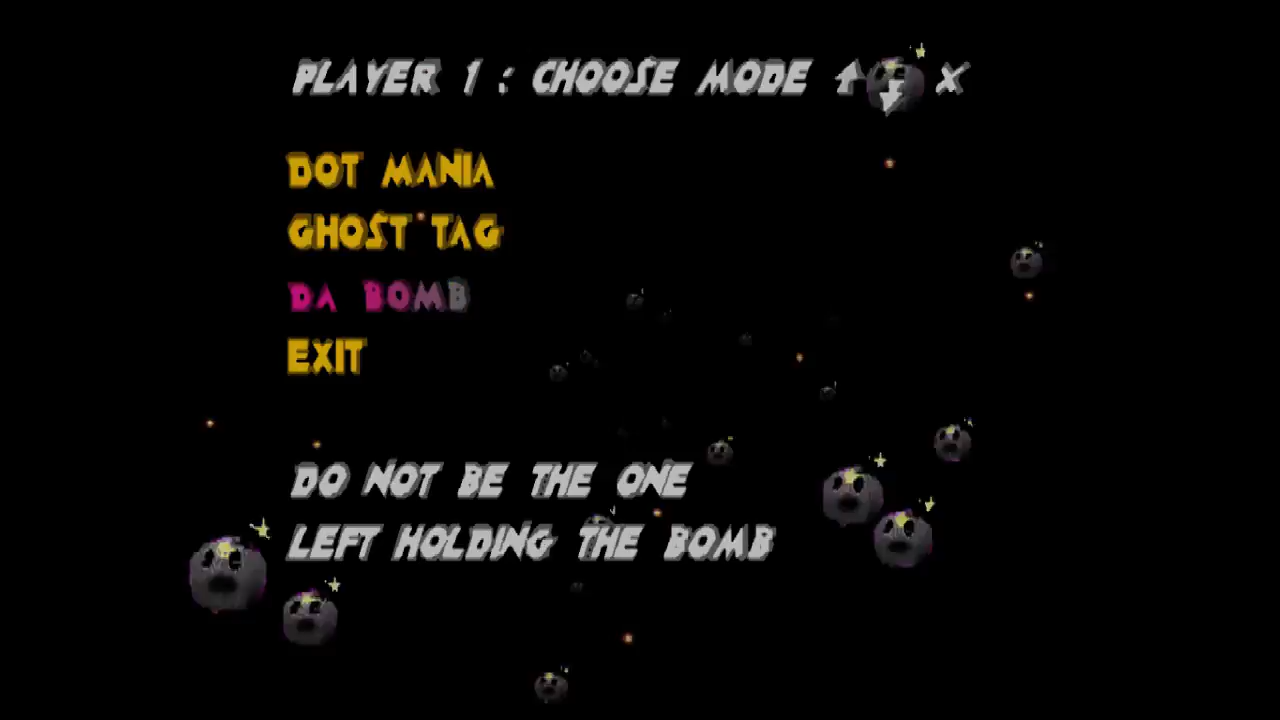 PLAYER 1 : CHOOSE MODE ↑ ↓ X
DOT MANIA
GHOST TAG
DA BOMB
EXIT
DO NOT BE THE ONE
LEFT HOLDING THE BOMB